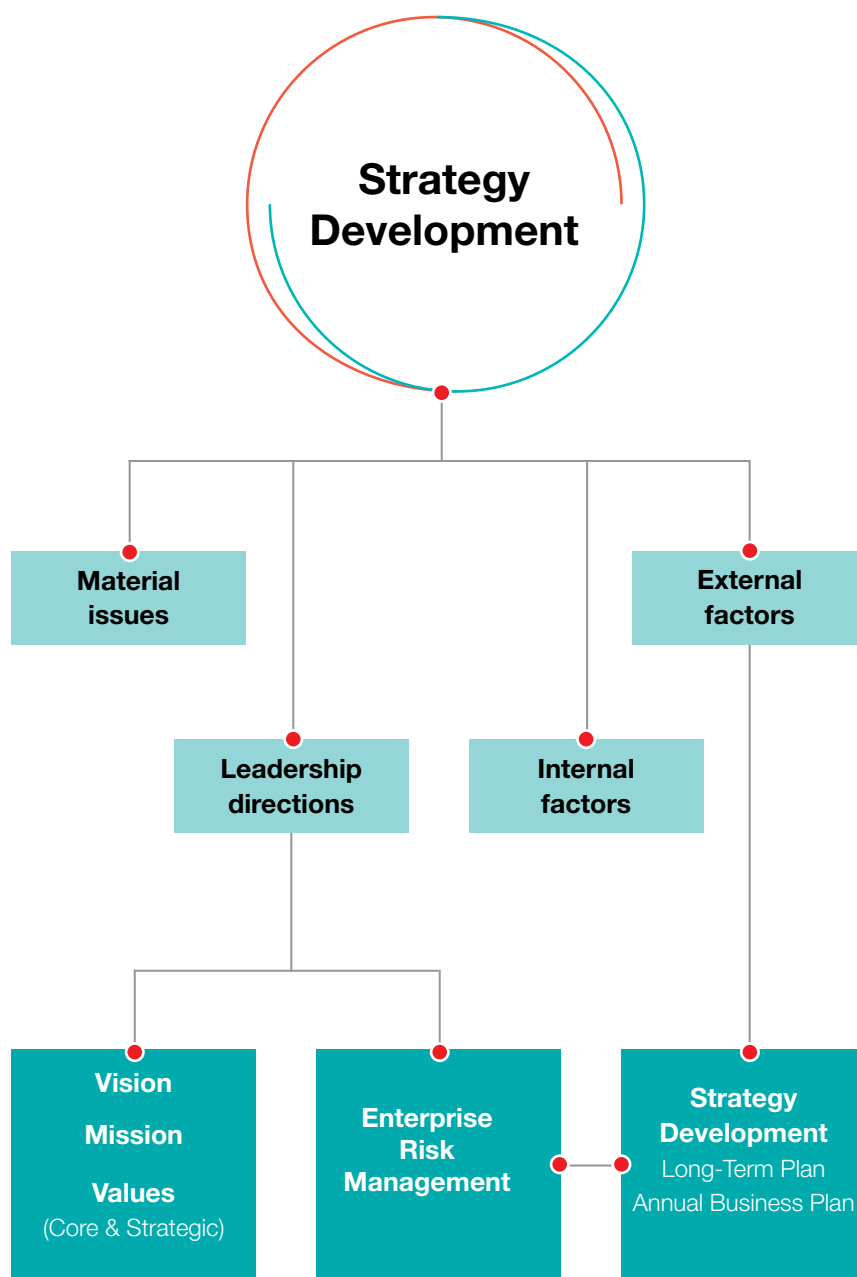 Strategy
Development
Material
issues
External
factors
Leadership
directions
Internal
factors
Vision
Mission
Values
(Core & Strategic)
Enterprise
Risk
Management
Strategy
Development
Long-Term Plan
Annual Business Plan